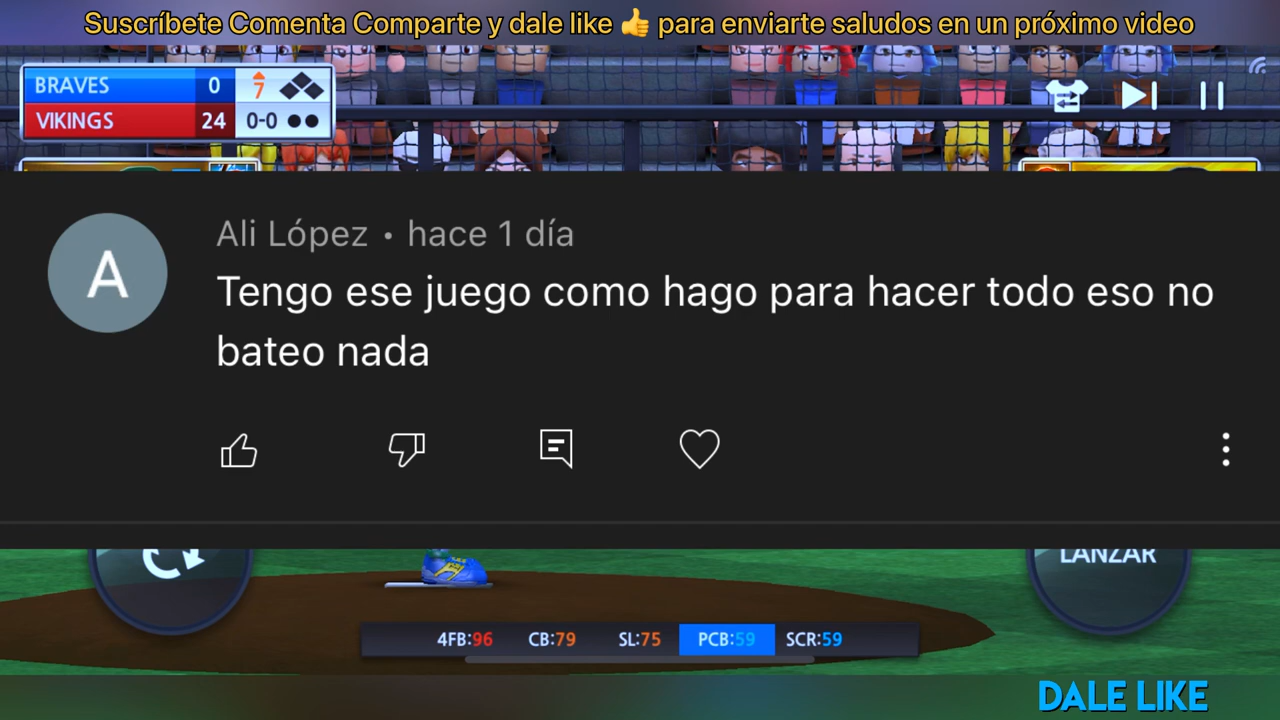 Suscríbete Comenta Comparte y dale like 👍 para enviarte saludos en un próximo video
BRAVES 0 7
VIKINGS 24 0-0
A
Ali López • hace 1 día
Tengo ese juego como hago para hacer todo eso no
bateo nada
LANZAR
4FB:96 CB:79 SL:75 PCB:59 SCR:59
DALE LIKE